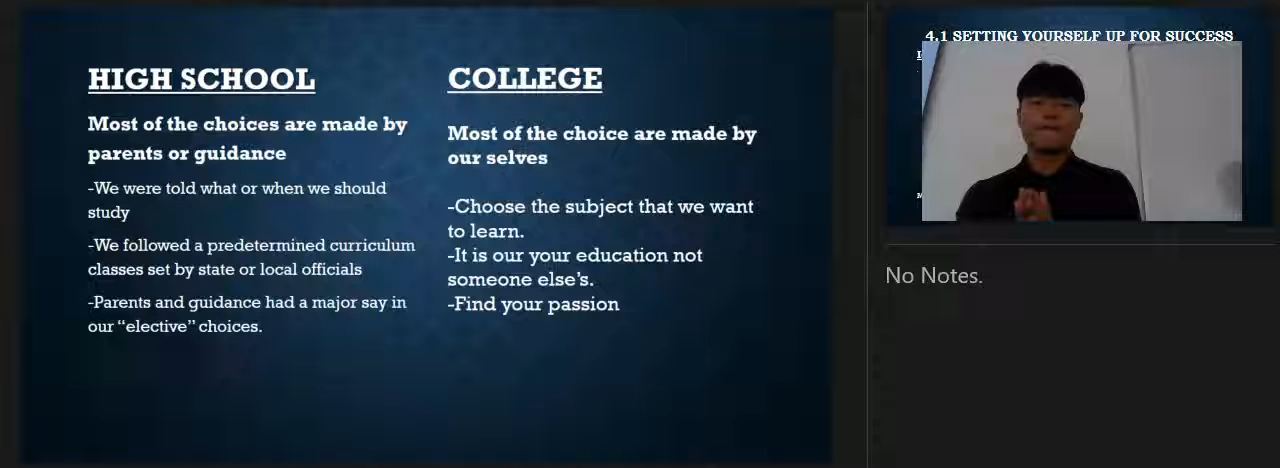 HIGH SCHOOL
Most of the choices are made by
parents or guidance
-We were told what or when we should
study
-We followed a predetermined curriculum
classes set by state or local officials
-Parents and guidance had a major say in
our “elective” choices.
COLLEGE
Most of the choice are made by
our selves
-Choose the subject that we want
to learn.
-It is our your education not
someone else’s.
-Find your passion
4.1 SETTING YOURSELF UP FOR SUCCESS
No Notes.